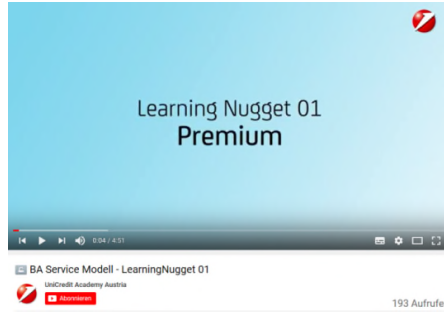 Learning Nugget 01
Premium
0:04 / 4:51
BA Service Modell - LearningNugget 01
UniCredit Academy Austria
Abonnieren
193 Aufrufe